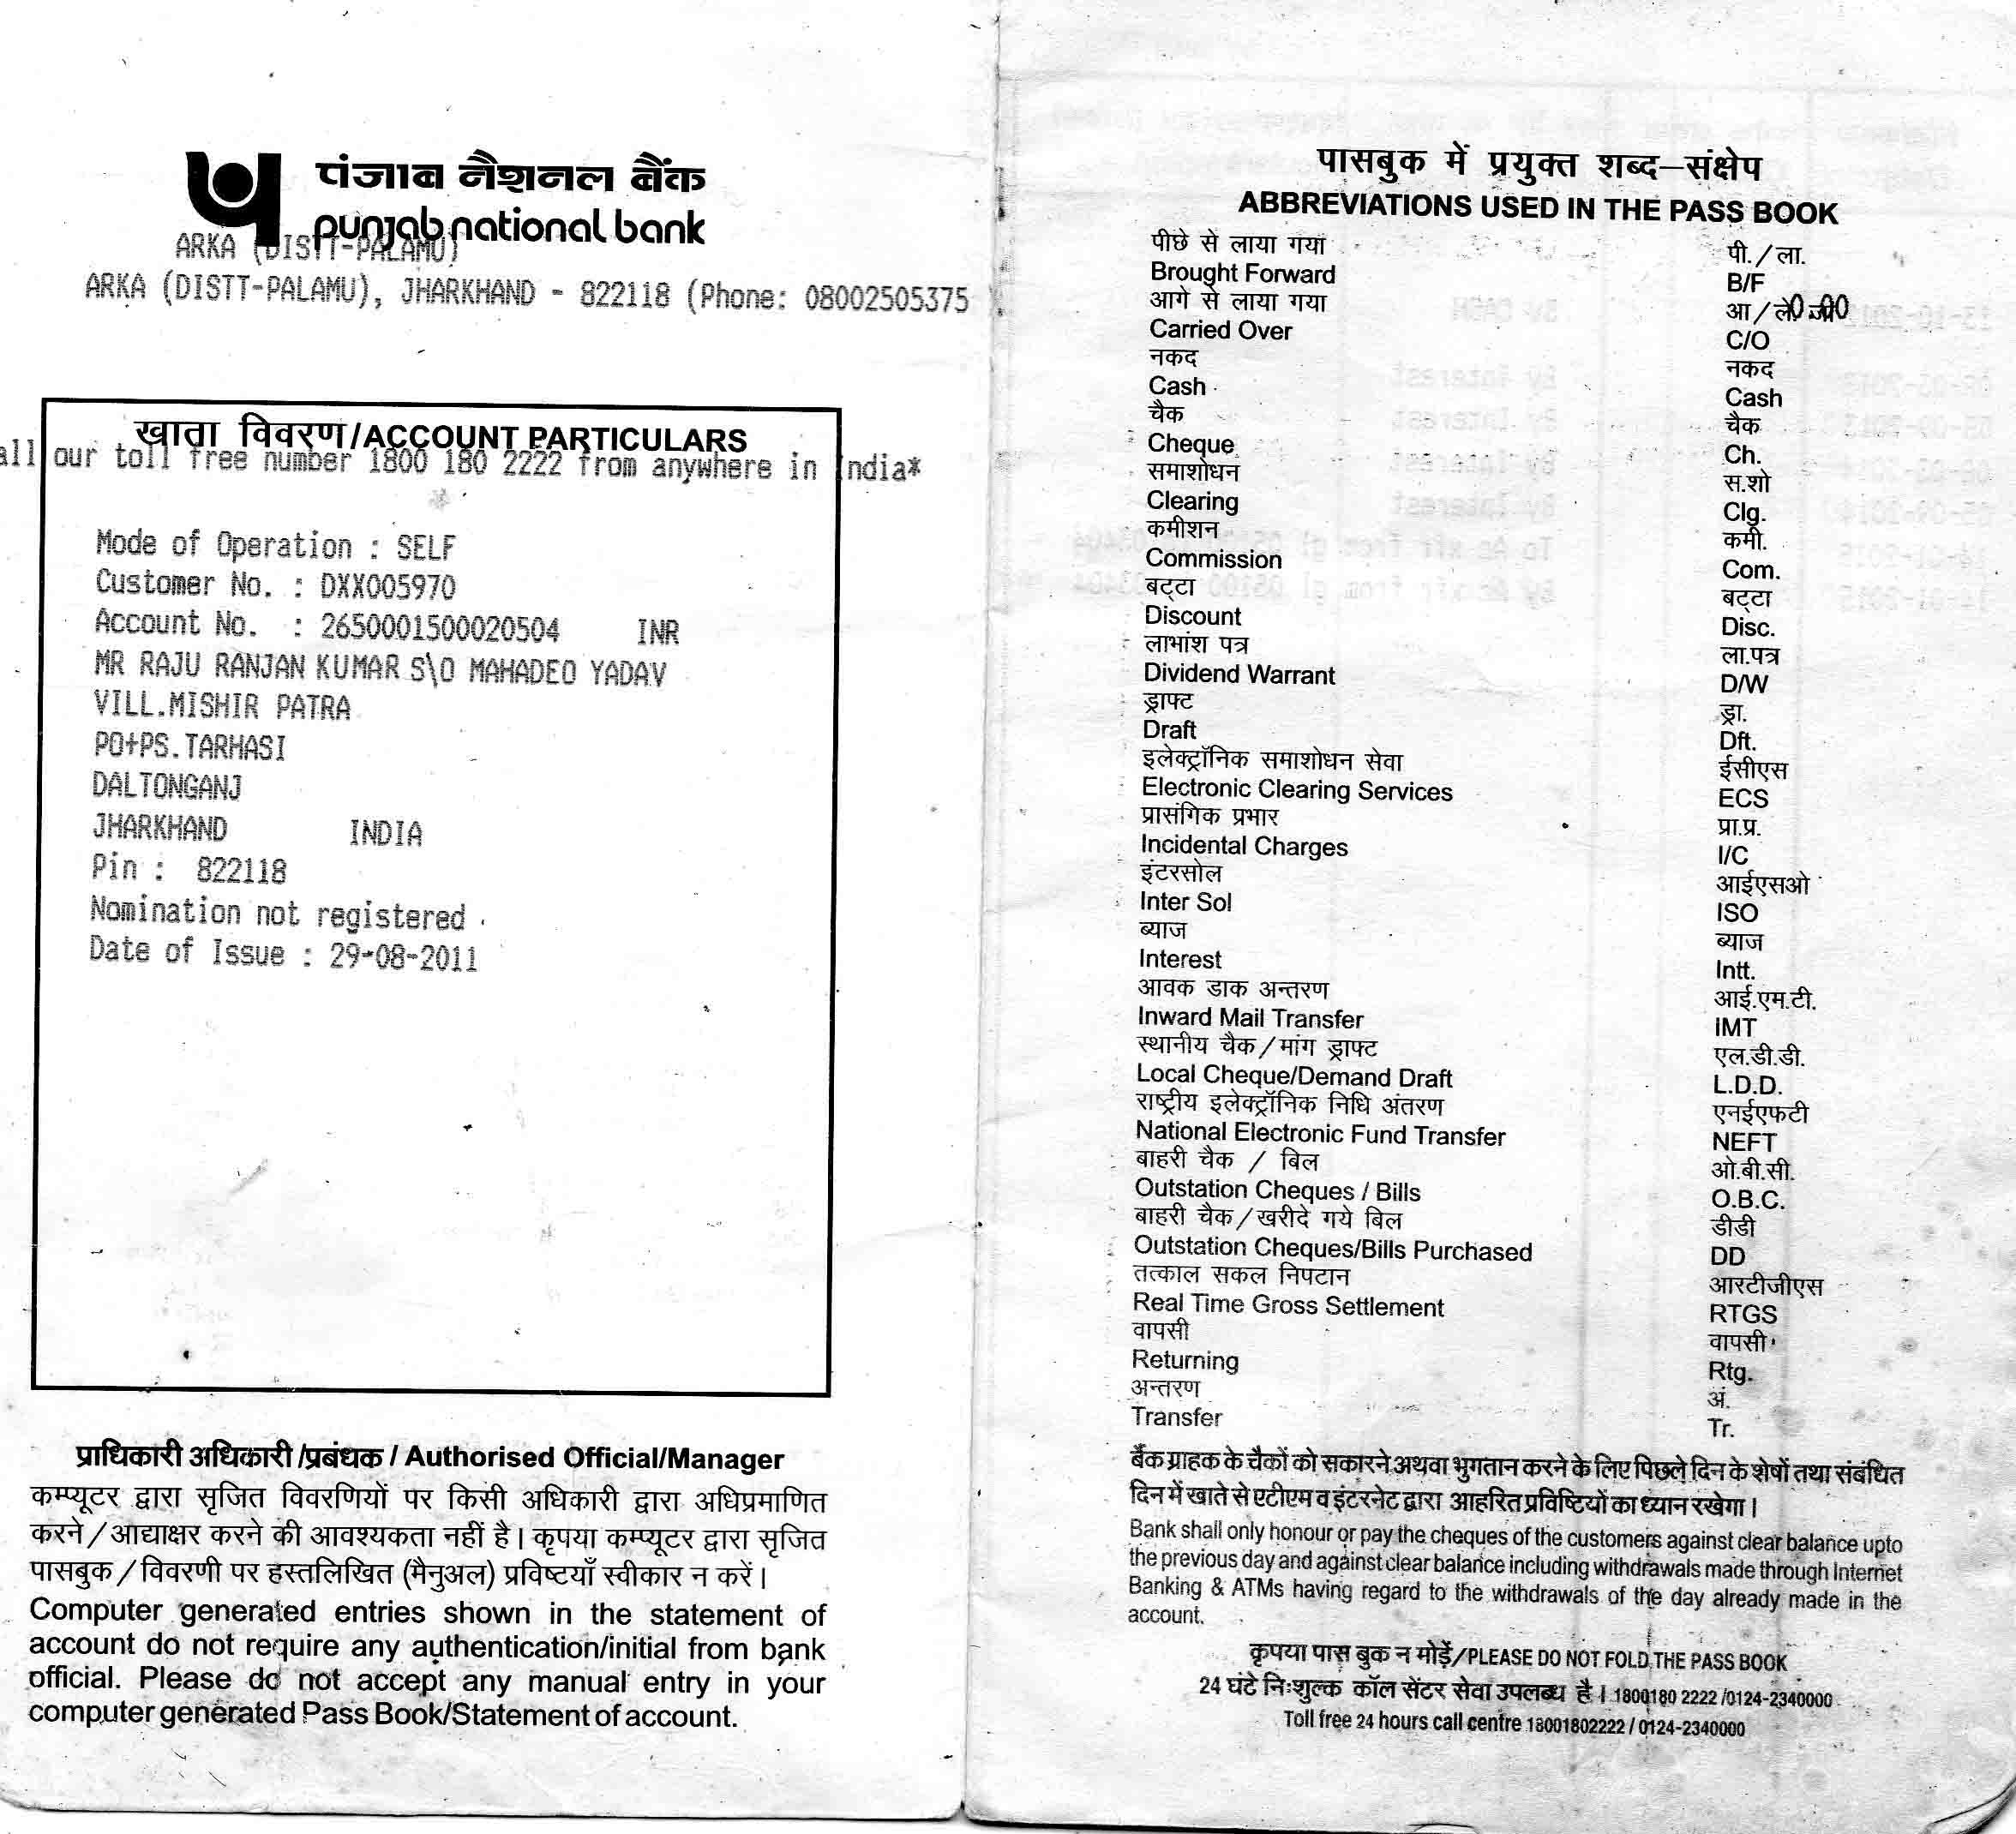 पंजाब नैशनल बैंक
punjab national bank
ARKA (DISTT-PALAMU)
ARKA (DISTT-PALAMU), JHARKHAND - 822118 (Phone: 08002505375
खाता विवरण/ACCOUNT PARTICULARS
all our toll free number 1800 180 2222 from anywhere in India*
Mode of Operation : SELF
Customer No. : DXX005970
Account No. : 2650001500020504 INR
MR RAJU RANJAN KUMAR S\O MAHADEO YADAV
VILL.MISHIR PATRA
PO+PS.TARHASI
DALTONGANJ
JHARKHAND INDIA
Pin : 822118
Nomination not registered
Date of Issue : 29-08-2011
प्राधिकारी अधिकारी/प्रबंधक / Authorised Official/Manager
कम्प्यूटर द्वारा सृजित विवरणियों पर किसी अधिकारी द्वारा अधिप्रमाणित
करने/आद्याक्षर करने की आवश्यकता नहीं है। कृपया कम्प्यूटर द्वारा सृजित
पासबुक/विवरणी पर हस्तलिखित (मैनुअल) प्रविष्टयाँ स्वीकार न करें।
Computer generated entries shown in the statement of
account do not require any authentication/initial from bank
official. Please do not accept any manual entry in your
computer generated Pass Book/Statement of account.
पासबुक में प्रयुक्त शब्द-संक्षेप
ABBREVIATIONS USED IN THE PASS BOOK
पीछे से लाया गया पी./ला.
Brought Forward B/F
आगे से लाया गया आ/ले. 0.00
Carried Over C/O
नकद नकद
Cash Cash
चैक चैक
Cheque Ch.
समाशोधन स.शो
Clearing Clg.
कमीशन कमी.
Commission Com.
बट्टा बट्टा
Discount Disc.
लाभांश पत्र ला.पत्र
Dividend Warrant D/W
ड्राफ्ट ड्रा.
Draft Dft.
इलेक्ट्रॉनिक समाशोधन सेवा ईसीएस
Electronic Clearing Services ECS
प्रासंगिक प्रभार प्रा.प्र.
Incidental Charges I/C
इंटरसोल आईएसओ
Inter Sol ISO
ब्याज ब्याज
Interest Intt.
आवक डाक अन्तरण आई.एम.टी.
Inward Mail Transfer IMT
स्थानीय चैक/मांग ड्राफ्ट एल.डी.डी.
Local Cheque/Demand Draft L.D.D.
राष्ट्रीय इलेक्ट्रॉनिक निधि अंतरण एनईएफटी
National Electronic Fund Transfer NEFT
बाहरी चैक / बिल ओ.बी.सी.
Outstation Cheques / Bills O.B.C.
बाहरी चैक/खरीदे गये बिल डीडी
Outstation Cheques/Bills Purchased DD
तत्काल सकल निपटान आरटीजीएस
Real Time Gross Settlement RTGS
वापसी वापसी
Returning Rtg.
अन्तरण अं.
Transfer Tr.
बैंक ग्राहक के चैकों को सकारने अथवा भुगतान करने के लिए पिछले दिन के शेषों तथा संबंधित
दिन में खाते से एटीएम व इंटरनेट द्वारा आहरित प्रविष्टियों का ध्यान रखेगा।
Bank shall only honour or pay the cheques of the customers against clear balance upto
the previous day and against clear balance including withdrawals made through Internet
Banking & ATMs having regard to the withdrawals of the day already made in the
account.
कृपया पास बुक न मोड़ें/PLEASE DO NOT FOLD THE PASS BOOK
24 घंटे निःशुल्क कॉल सेंटर सेवा उपलब्ध है। 1800180 2222 /0124-2340000
Toll free 24 hours call centre 18001802222 / 0124-2340000